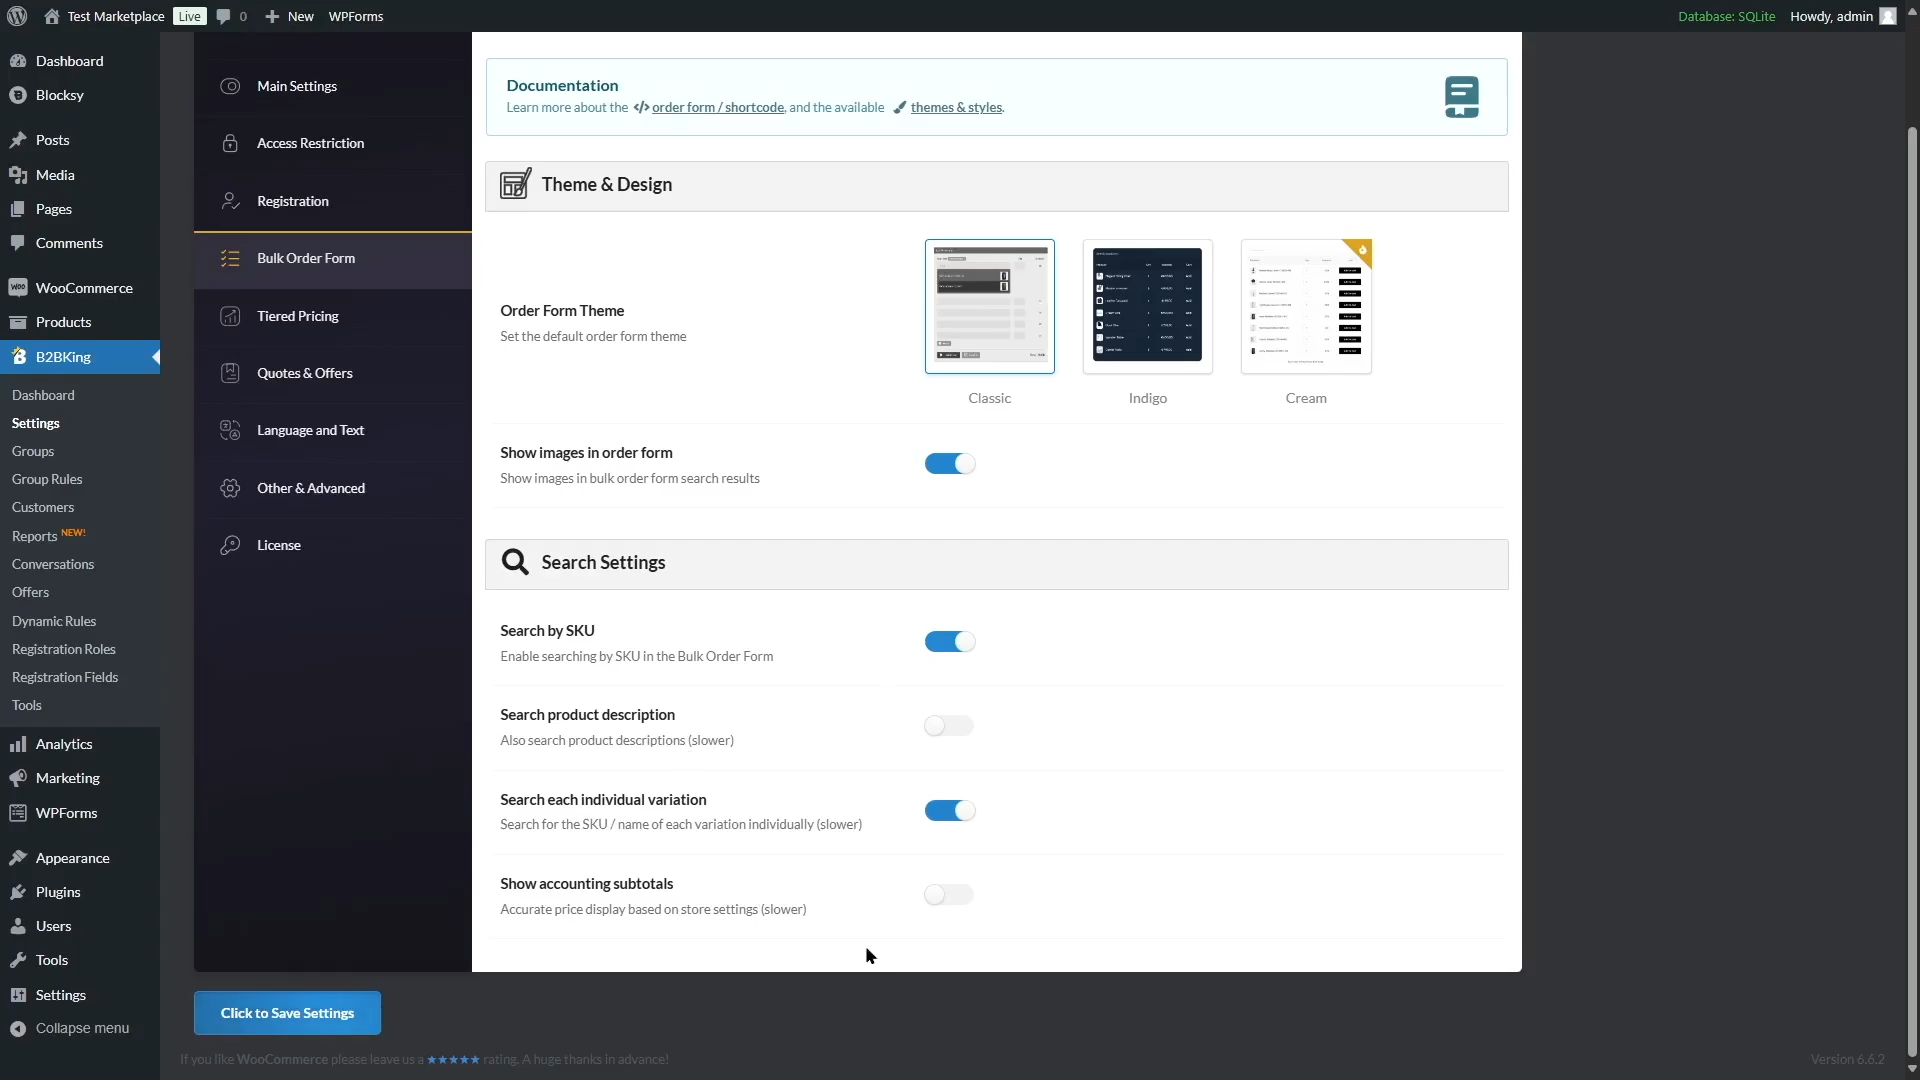 Test Marketplace Live 0 New WPForms
Database: SQLite Howdy, admin
Dashboard
Blocksy
Posts
Media
Pages
Comments
WooCommerce
Products
B2BKing
Dashboard
Settings
Groups
Group Rules
Customers
Reports NEW!
Conversations
Offers
Dynamic Rules
Registration Roles
Registration Fields
Tools
Analytics
Marketing
WPForms
Appearance
Plugins
Users
Tools
Settings
Collapse menu
Main Settings
Access Restriction
Registration
Bulk Order Form
Tiered Pricing
Quotes & Offers
Language and Text
Other & Advanced
License
Documentation
Learn more about the </> order form / shortcode, and the available themes & styles.
Theme & Design
Order Form Theme
Set the default order form theme
Classic
Indigo
Cream
Show images in order form
Show images in bulk order form search results
Search Settings
Search by SKU
Enable searching by SKU in the Bulk Order Form
Search product description
Also search product descriptions (slower)
Search each individual variation
Search for the SKU / name of each variation individually (slower)
Show accounting subtotals
Accurate price display based on store settings (slower)
Click to Save Settings
If you like WooCommerce please leave us a ★★★★★ rating. A huge thanks in advance!
Version 6.6.2